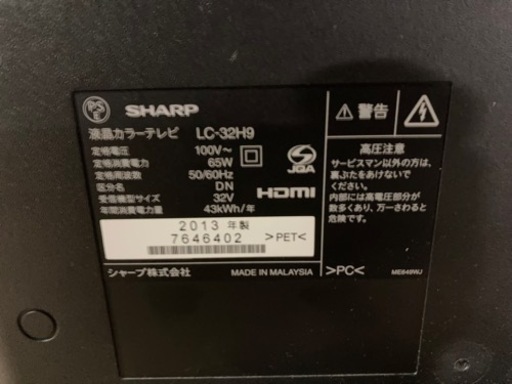 PS
E
SHARP
液晶カラーテレビ LC-32H9
定格電圧 100V~
定格消費電力 65W
定格周波数 50/60Hz
区分名 DN
受信機型サイズ 32V
年間消費電力量 43kWh/年
JQA
HDMI
2013 年製
7646402
>PET<
シャープ株式会社
MADE IN MALAYSIA
警告
高圧注意
サービスマン以外の方は、
裏ぶたをあけないで
ください。
内部には高電圧部分が
数多くあり、万一さわると
危険です。
>PC<
ME649WJ